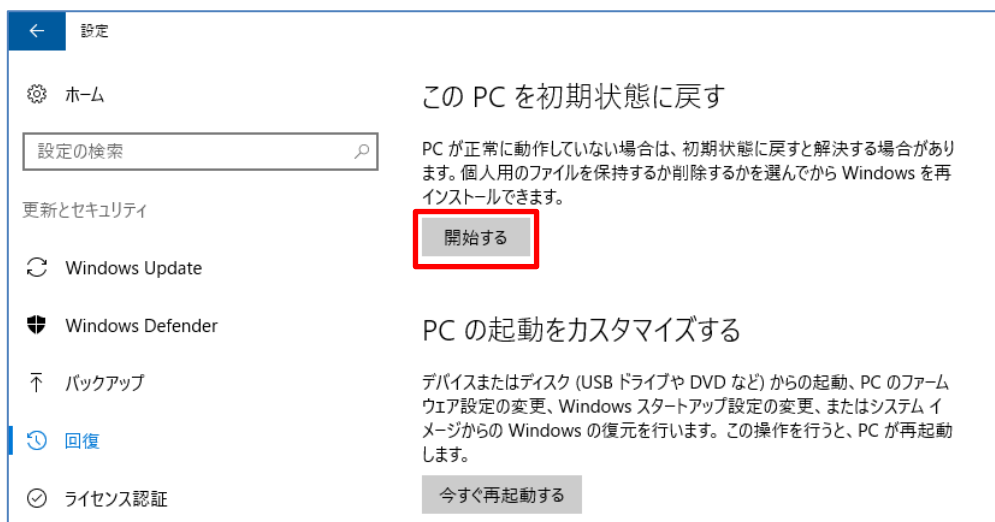 設定
ホーム
設定の検索
更新とセキュリティ
Windows Update
Windows Defender
バックアップ
回復
ライセンス認証
この PC を初期状態に戻す
PC が正常に動作していない場合は、初期状態に戻すと解決する場合があり
ます。個人用のファイルを保持するか削除するかを選んでから Windows を再
インストールできます。
開始する
PC の起動をカスタマイズする
デバイスまたはディスク (USB ドライブや DVD など) からの起動、PC のファーム
ウェア設定の変更、Windows スタートアップ設定の変更、またはシステム イ
メージからの Windows の復元を行います。この操作を行うと、PC が再起動
します。
今すぐ再起動する